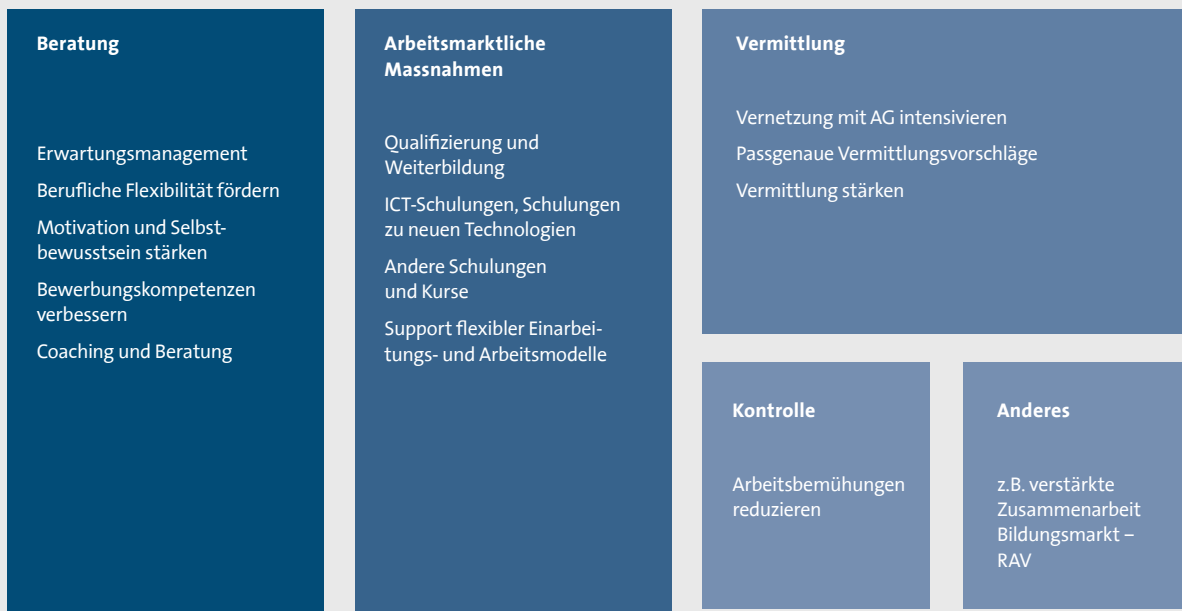 Beratung
Erwartungsmanagement
Berufliche Flexibilität fördern
Motivation und Selbst-
bewusstsein stärken
Bewerbungskompetenzen
verbessern
Coaching und Beratung
Arbeitsmarktliche
Massnahmen
Qualifizierung und
Weiterbildung
ICT-Schulungen, Schulungen
zu neuen Technologien
Andere Schulungen
und Kurse
Support flexibler Einarbei-
tungs- und Arbeitsmodelle
Vermittlung
Vernetzung mit AG intensivieren
Passgenaue Vermittlungsvorschläge
Vermittlung stärken
Kontrolle
Arbeitsbemühungen
reduzieren
Anderes
z.B. verstärkte
Zusammenarbeit
Bildungsmarkt –
RAV